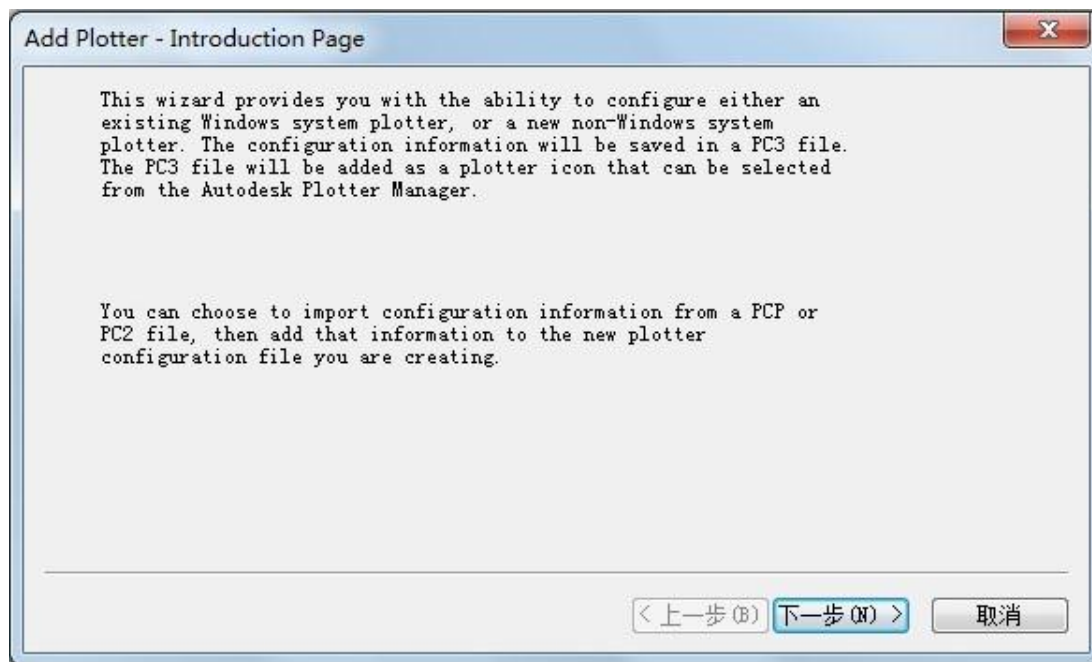 Add Plotter - Introduction Page
This wizard provides you with the ability to configure either an
existing Windows system plotter, or a new non-Windows system
plotter. The configuration information will be saved in a PC3 file.
The PC3 file will be added as a plotter icon that can be selected
from the Autodesk Plotter Manager.
You can choose to import configuration information from a PCP or
PC2 file, then add that information to the new plotter
configuration file you are creating.
< 上一步(B) 下一步(N) > 取消